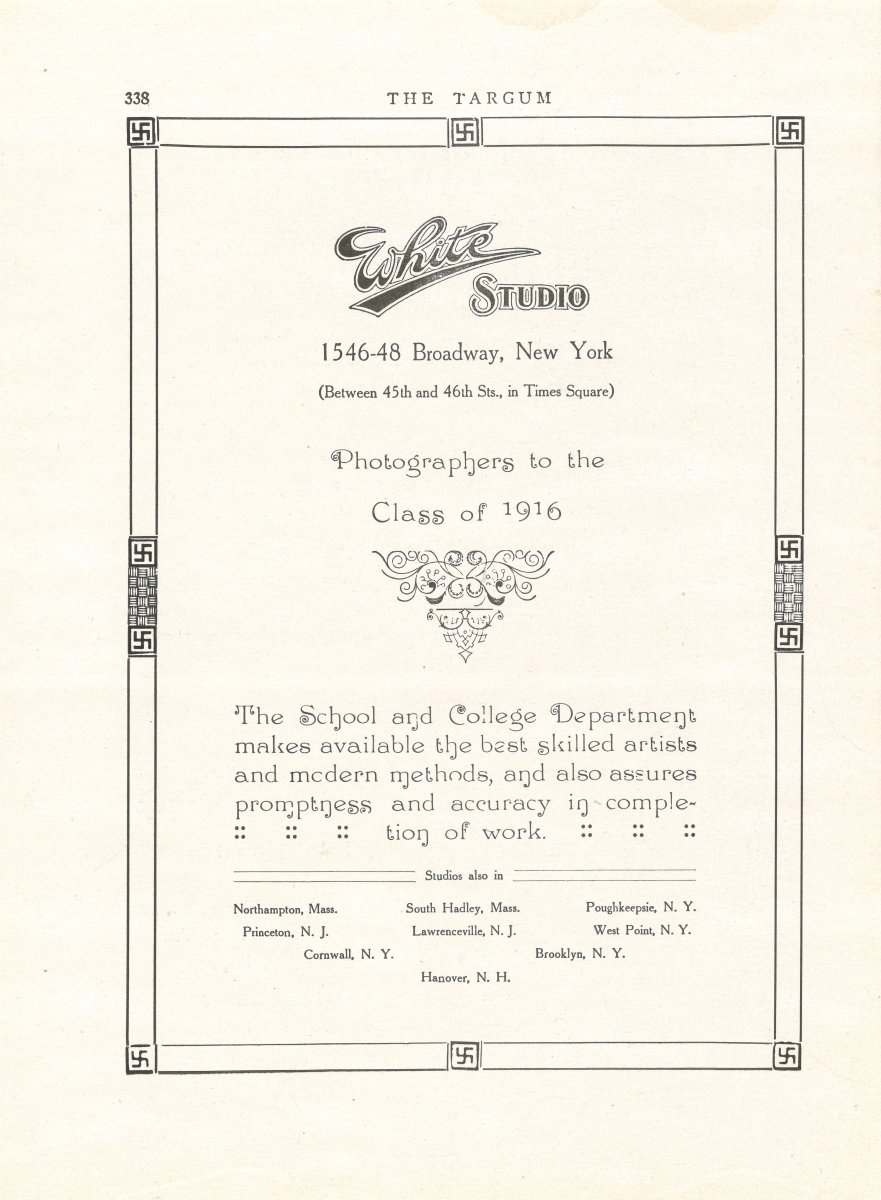 338
THE TARGUM
White
STUDIO
1546-48 Broadway, New York
(Between 45th and 46th Sts., in Times Square)
Photographers to the
Class of 1916
The School and College Department
makes available the best skilled artists
and modern methods, and also assures
promptness and accuracy in comple-
:: :: :: tion of work. :: :: ::
Studios also in
Northampton, Mass. South Hadley, Mass. Poughkeepsie, N. Y.
Princeton, N. J. Lawrenceville, N. J. West Point, N. Y.
Cornwall, N. Y. Brooklyn, N. Y.
Hanover, N. H.